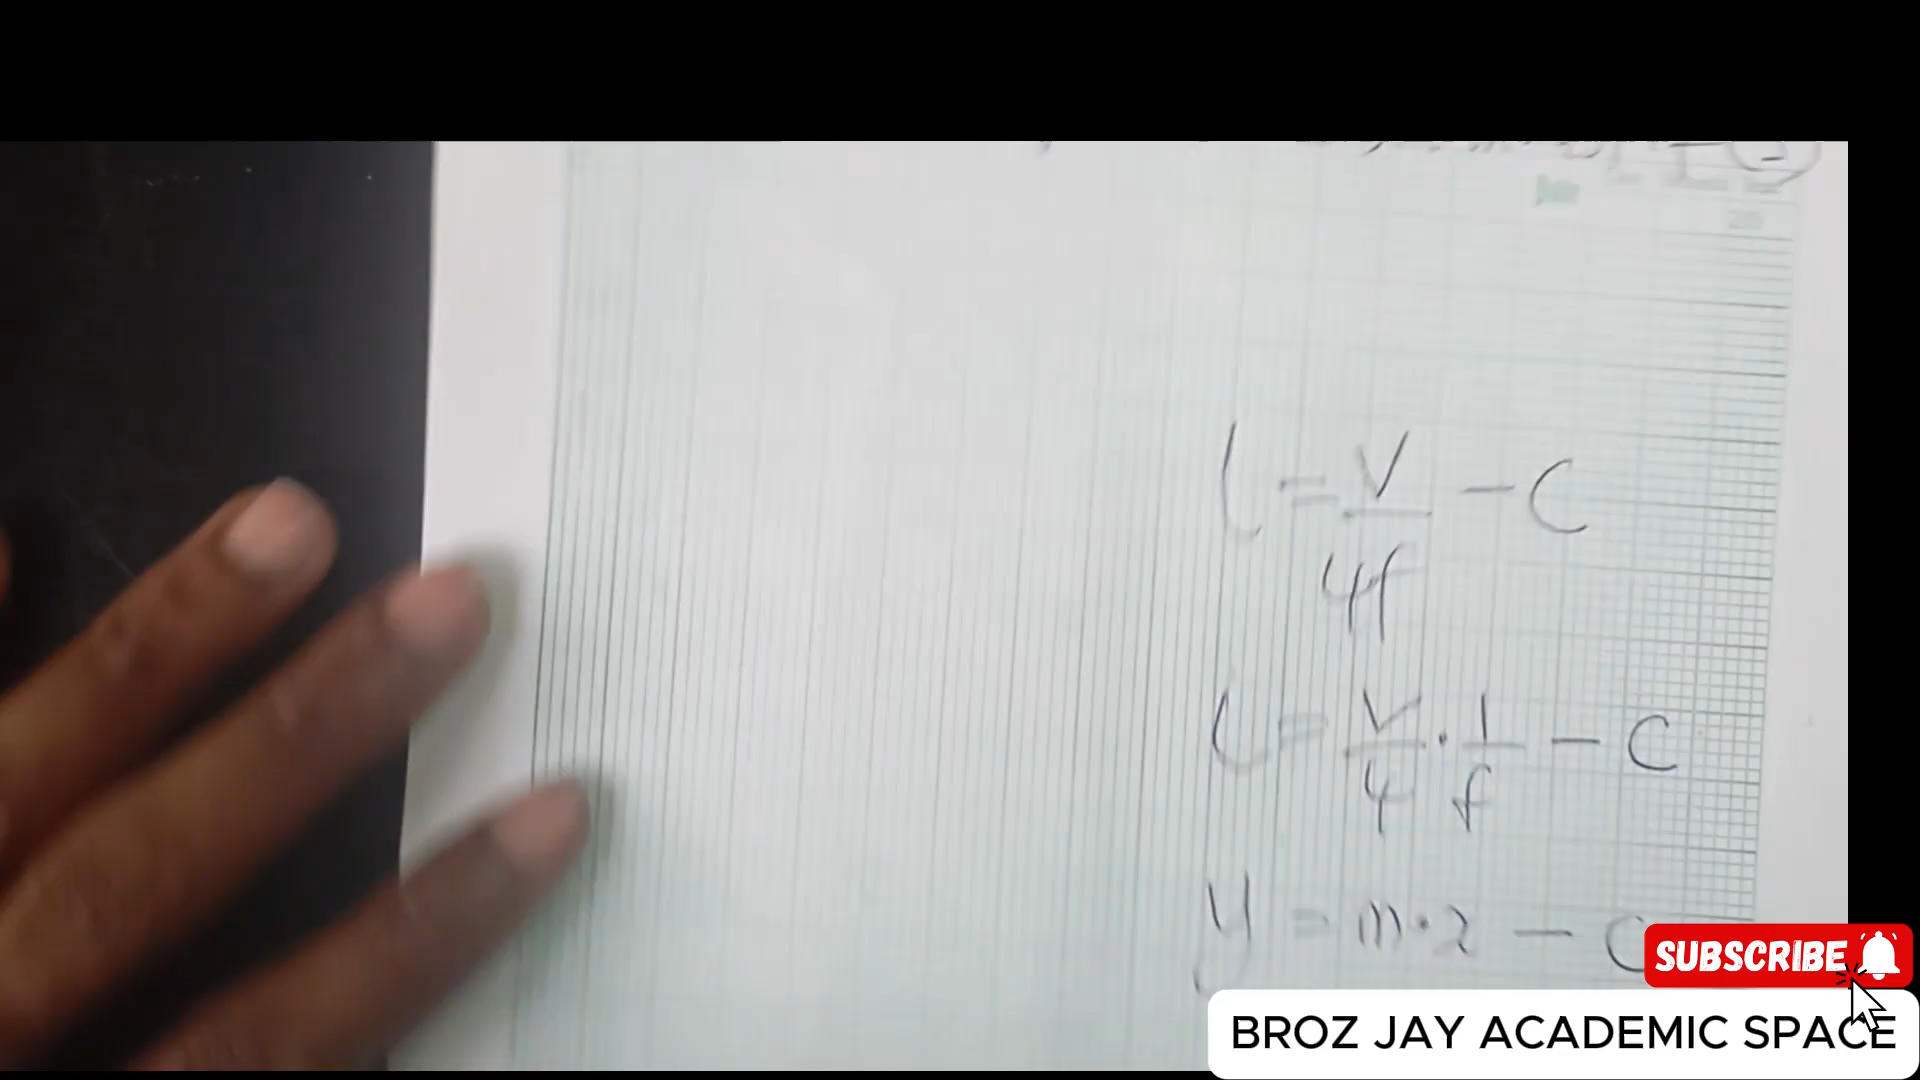 l = V/4f - C
l = V/4 · 1/f - C
y = m·x - C
SUBSCRIBE
BROZ JAY ACADEMIC SPACE